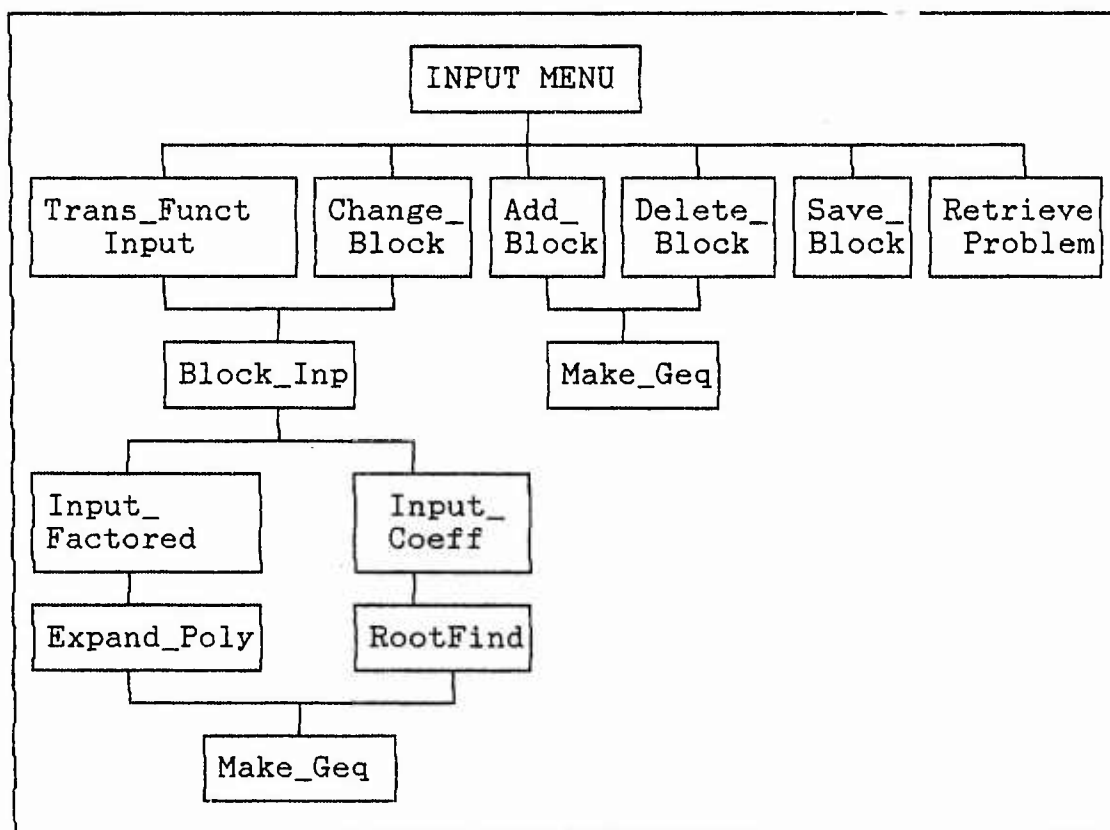 INPUT MENU
Trans_Funct
Input
Change_
Block
Add_
Block
Delete_
Block
Save_
Block
Retrieve
Problem
Block_Inp
Make_Geq
Input_
Factored
Input_
Coeff
Expand_Poly
RootFind
Make_Geq